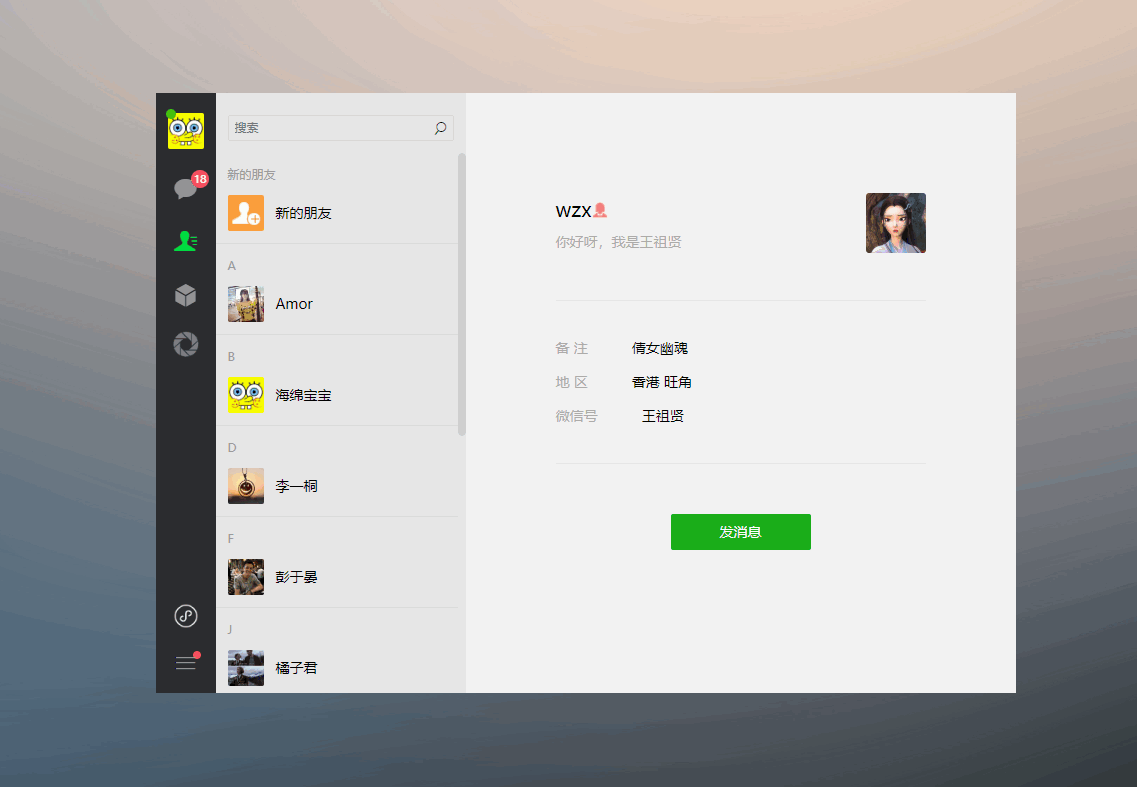 18
搜索
新的朋友
新的朋友
A
Amor
B
海绵宝宝
D
李一桐
F
彭于晏
J
橘子君
WZX
你好呀，我是王祖贤
备 注 倩女幽魂
地 区 香港 旺角
微信号 王祖贤
发消息